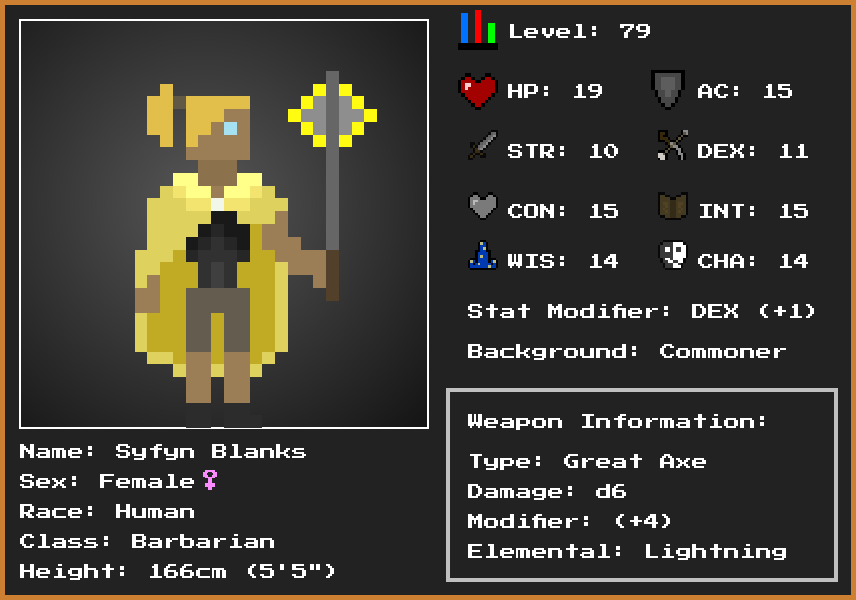 Level: 79
HP: 19
AC: 15
STR: 10
DEX: 11
CON: 15
INT: 15
WIS: 14
CHA: 14
Stat Modifier: DEX (+1)
Background: Commoner
Weapon Information:
Type: Great Axe
Damage: d6
Modifier: (+4)
Elemental: Lightning
Name: Syfyn Blanks
Sex: Female♀
Race: Human
Class: Barbarian
Height: 166cm (5'5")